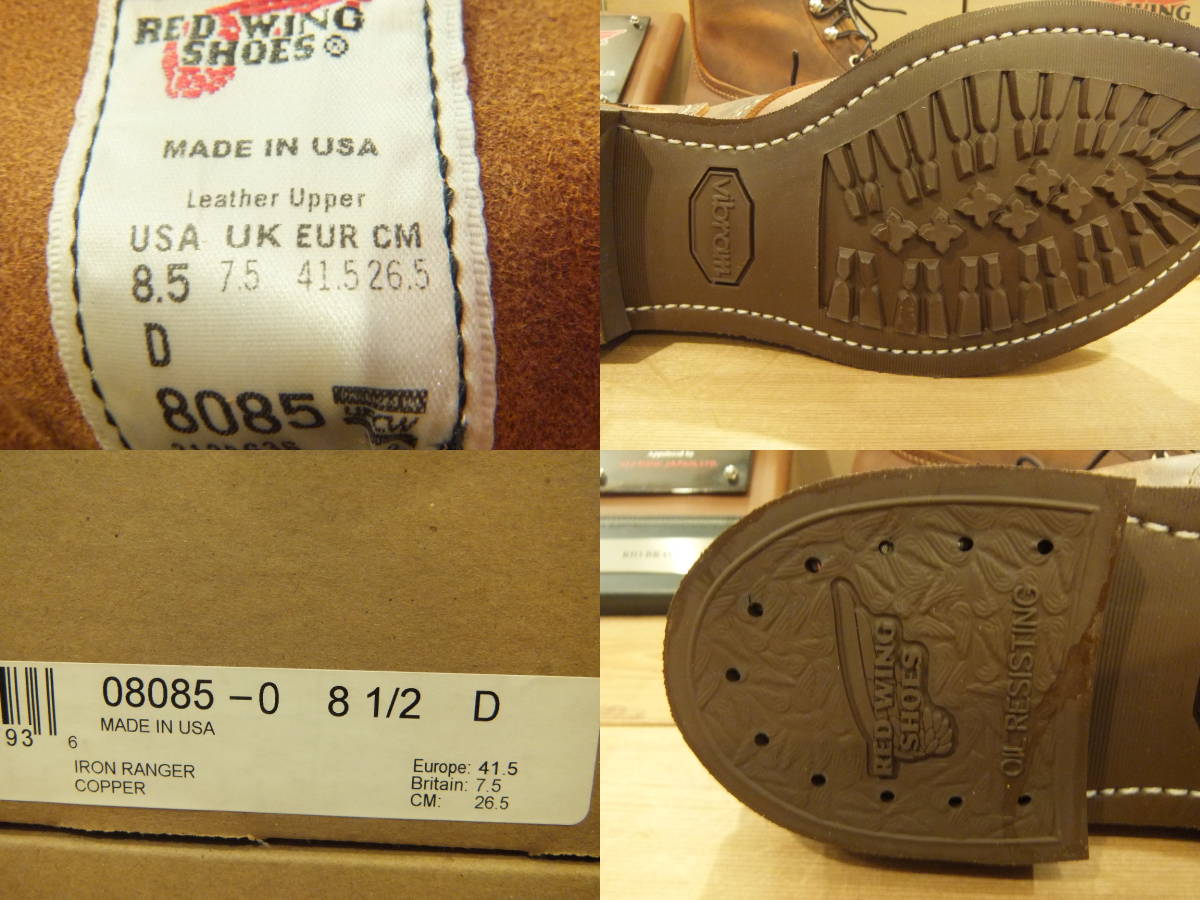 RED WING
SHOES®
MADE IN USA
Leather Upper
USA UK EUR CM
8.5 7.5 41.5 26.5
D
8085
WING
vibram
08085 -0 8 1/2 D
MADE IN USA
93 6
IRON RANGER
COPPER
Europe: 41.5
Britain: 7.5
CM: 26.5
RED WING
SHOES
OIL RESISTING